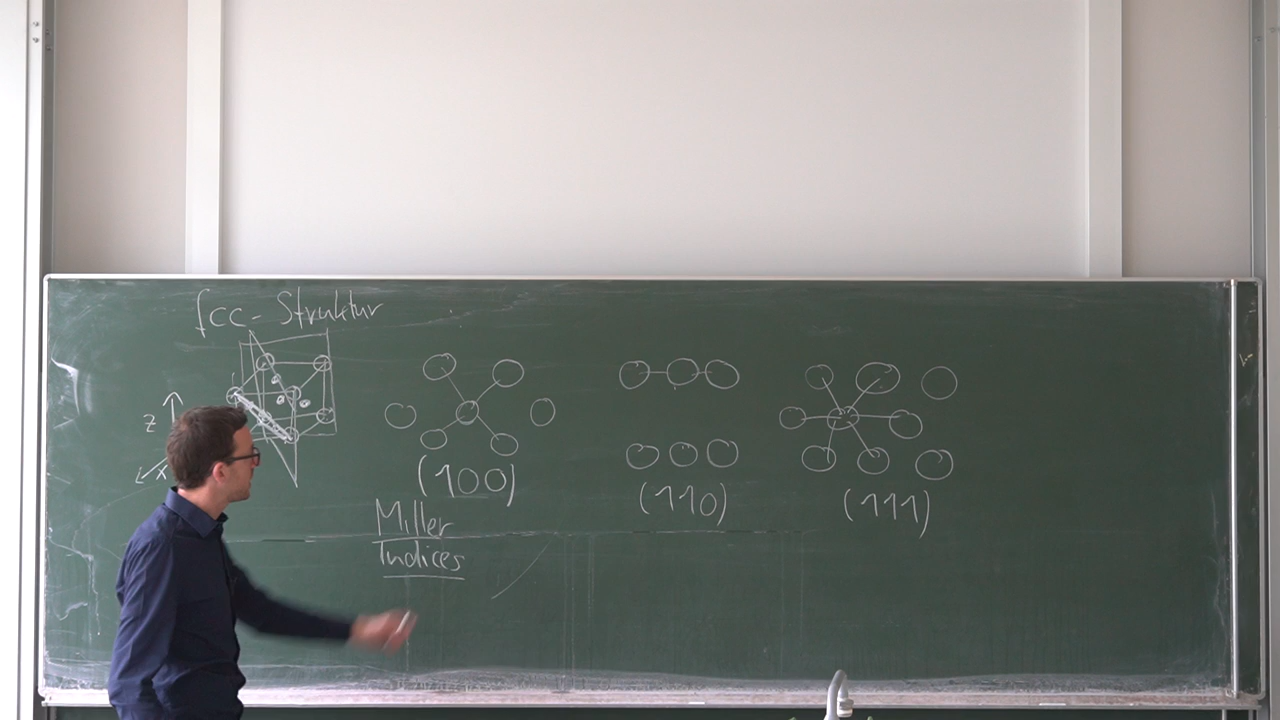 fcc-Struktur
z
x
(100)
(110)
(111)
Miller
Indices